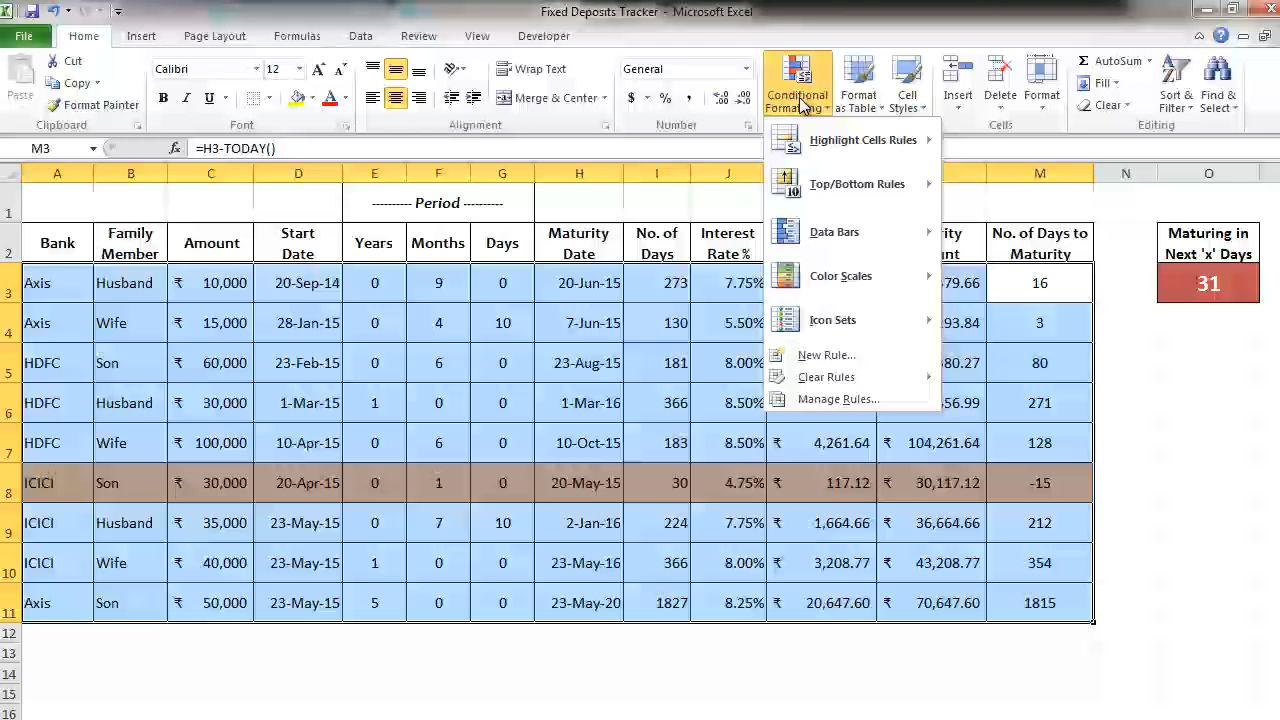 Fixed Deposits Tracker - Microsoft Excel
File Home Insert Page Layout Formulas Data Review View Developer
Paste Cut Copy Format Painter
Calibri 12
B I U A A A
Wrap Text
Merge & Center
General
$ % ,
Conditional Formatting Format as Table Cell Styles Insert Delete Format
Σ AutoSum Fill Clear Sort & Filter Find & Select
Clipboard Font Alignment Number Cells Editing
M3 fx =H3-TODAY()
Highlight Cells Rules
Top/Bottom Rules
Data Bars
Color Scales
Icon Sets
New Rule...
Clear Rules
Manage Rules...
A B C D E F G H I J M N O
1 ---------- Period ----------
2 Bank Family Member Amount Start Date Years Months Days Maturity Date No. of Days Interest Rate % No. of Days to Maturity Maturing in Next 'x' Days
3 Axis Husband ₹ 10,000 20-Sep-14 0 9 0 20-Jun-15 273 7.75% 79.66 16 31
4 Axis Wife ₹ 15,000 28-Jan-15 0 4 10 7-Jun-15 130 5.50% 93.84 3
5 HDFC Son ₹ 60,000 23-Feb-15 0 6 0 23-Aug-15 181 8.00% 80.27 80
6 HDFC Husband ₹ 30,000 1-Mar-15 1 0 0 1-Mar-16 366 8.50% 56.99 271
7 HDFC Wife ₹ 100,000 10-Apr-15 0 6 0 10-Oct-15 183 8.50% ₹ 4,261.64 ₹ 104,261.64 128
8 ICICI Son ₹ 30,000 20-Apr-15 0 1 0 20-May-15 30 4.75% ₹ 117.12 ₹ 30,117.12 -15
9 ICICI Husband ₹ 35,000 23-May-15 0 7 10 2-Jan-16 224 7.75% ₹ 1,664.66 ₹ 36,664.66 212
10 ICICI Wife ₹ 40,000 23-May-15 1 0 0 23-May-16 366 8.00% ₹ 3,208.77 ₹ 43,208.77 354
11 Axis Son ₹ 50,000 23-May-15 5 0 0 23-May-20 1827 8.25% ₹ 20,647.60 ₹ 70,647.60 1815
12
13
14
15
16